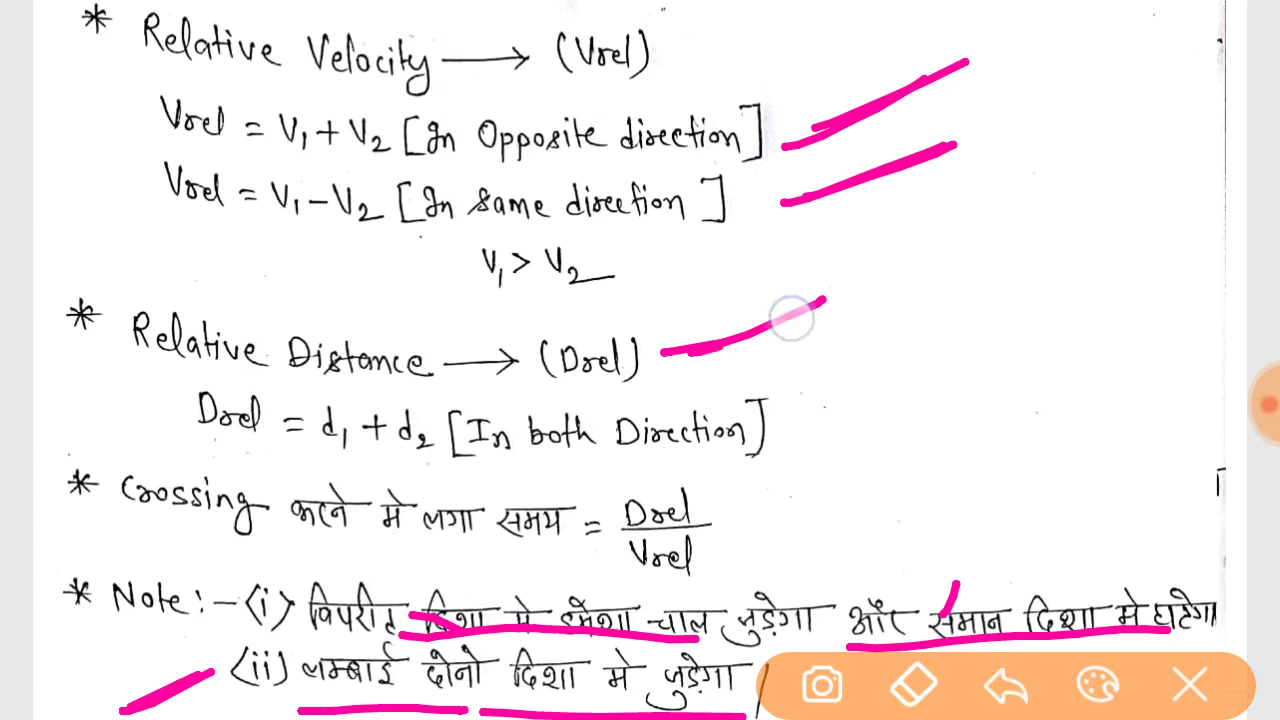 * Relative Velocity → (Vrel)
Vrel = V₁ + V₂ [In Opposite direction]
Vrel = V₁ - V₂ [In same direction]
V₁ > V₂
* Relative Distance → (Drel)
Drel = d₁ + d₂ [In both Direction]
* Crossing करने मे लगा समय = Drel / Vrel
* Note:- (i) विपरीत दिशा मे हमेशा चाल जुड़ेगा और समान दिशा मे घटेगा
(ii) लम्बाई दोनो दिशा मे जुड़ेगा |